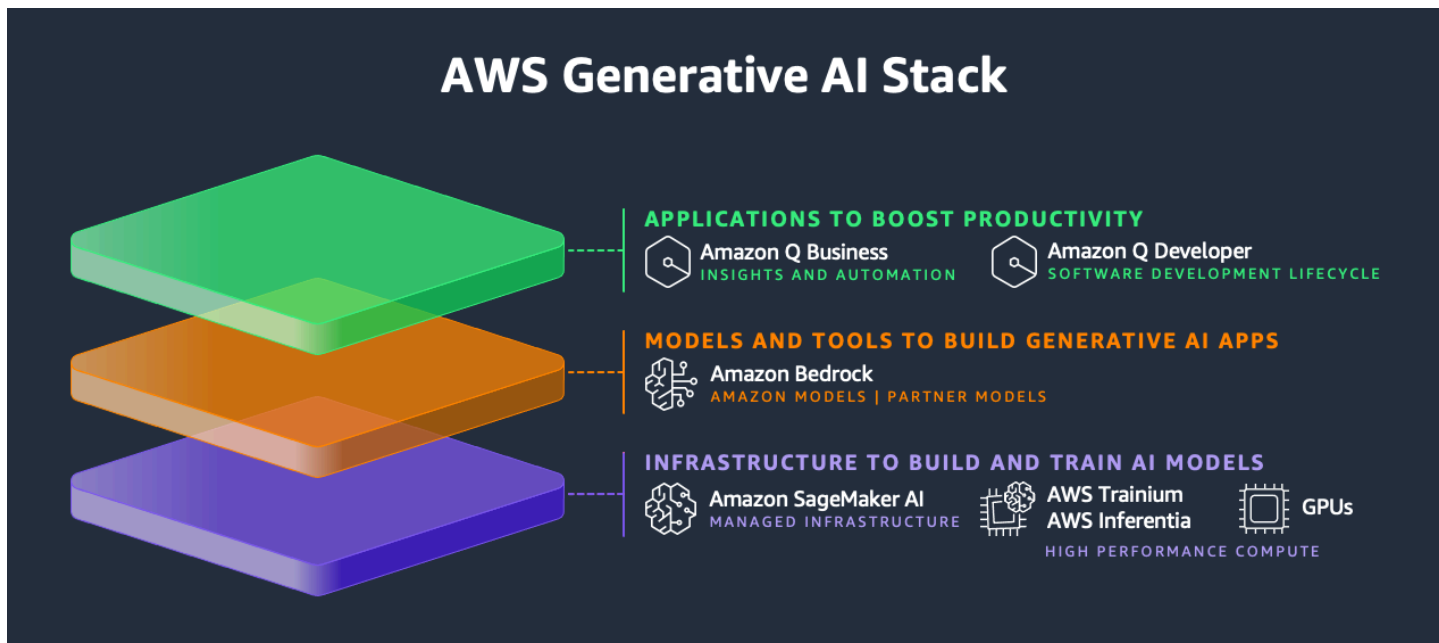 AWS Generative AI Stack
APPLICATIONS TO BOOST PRODUCTIVITY
Amazon Q Business
INSIGHTS AND AUTOMATION
Amazon Q Developer
SOFTWARE DEVELOPMENT LIFECYCLE
MODELS AND TOOLS TO BUILD GENERATIVE AI APPS
Amazon Bedrock
AMAZON MODELS | PARTNER MODELS
INFRASTRUCTURE TO BUILD AND TRAIN AI MODELS
Amazon SageMaker AI
MANAGED INFRASTRUCTURE
AWS Trainium
AWS Inferentia
GPUs
HIGH PERFORMANCE COMPUTE